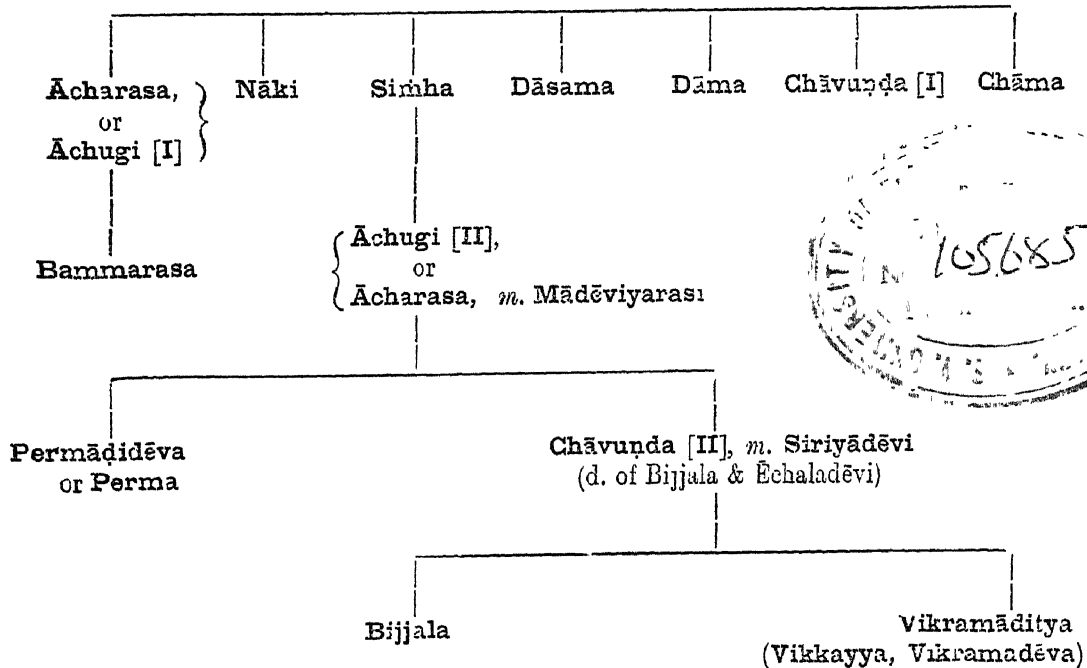 Ācharasa, Nāki Siṁha Dāsama Dāma Chāvuṇḍa [I] Chāma
or
Āchugi [I]
Bammarasa
Āchugi [II],
or
Ācharasa, m. Mādēviyarasi
105685
Permāḍidēva
or Perma
Chāvuṇḍa [II], m. Siriyādēvi
(d. of Bijjala & Ēchaladēvi)
Bijjala
Vikramāditya
(Vikkayya, Vikramadēva)